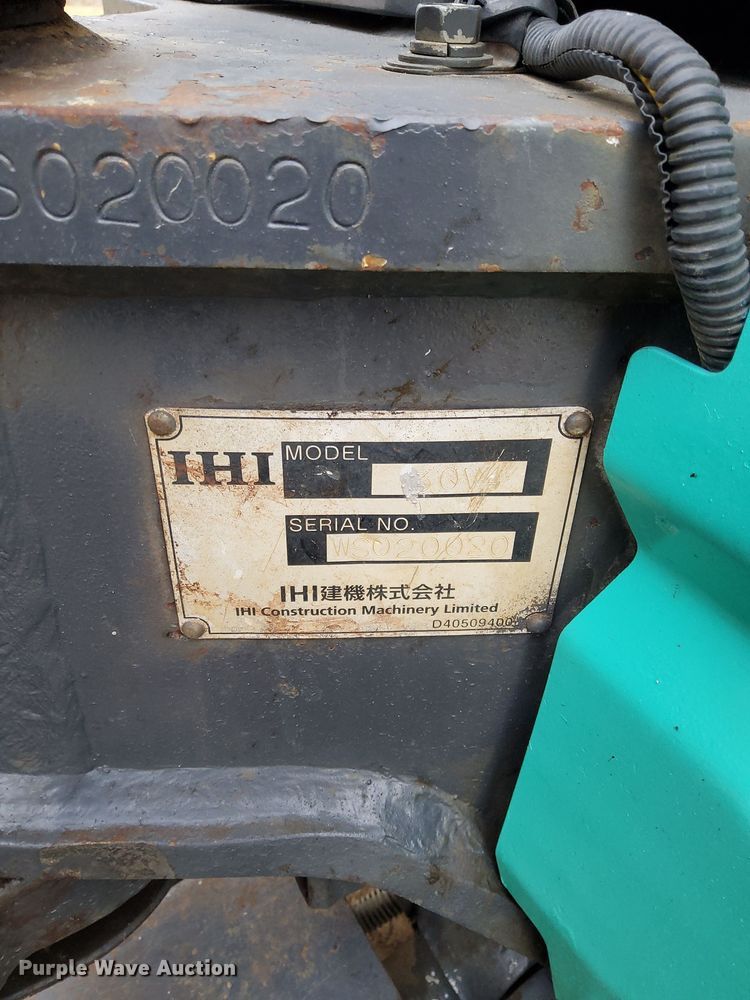 S020020
IHI
MODEL
SERIAL NO.
WS020020
IHI建機株式会社
IHI Construction Machinery Limited
D40509400
Purple Wave Auction